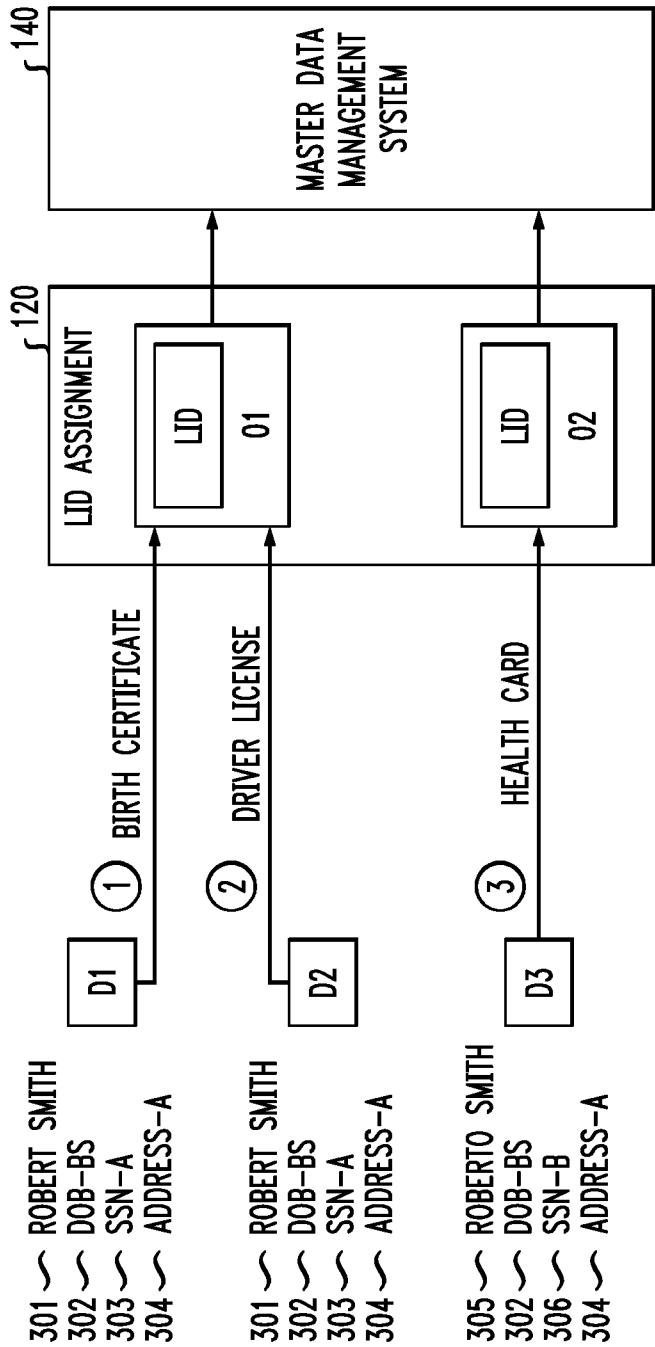 301 ROBERT SMITH
302 DOB-BS
303 SSN-A
304 ADDRESS-A
D1
1
BIRTH CERTIFICATE
301 ROBERT SMITH
302 DOB-BS
303 SSN-A
304 ADDRESS-A
D2
2
DRIVER LICENSE
305 ROBERTO SMITH
302 DOB-BS
306 SSN-B
304 ADDRESS-A
D3
3
HEALTH CARD
120
LID ASSIGNMENT
LID
O1
LID
O2
140
MASTER DATA
MANAGEMENT
SYSTEM